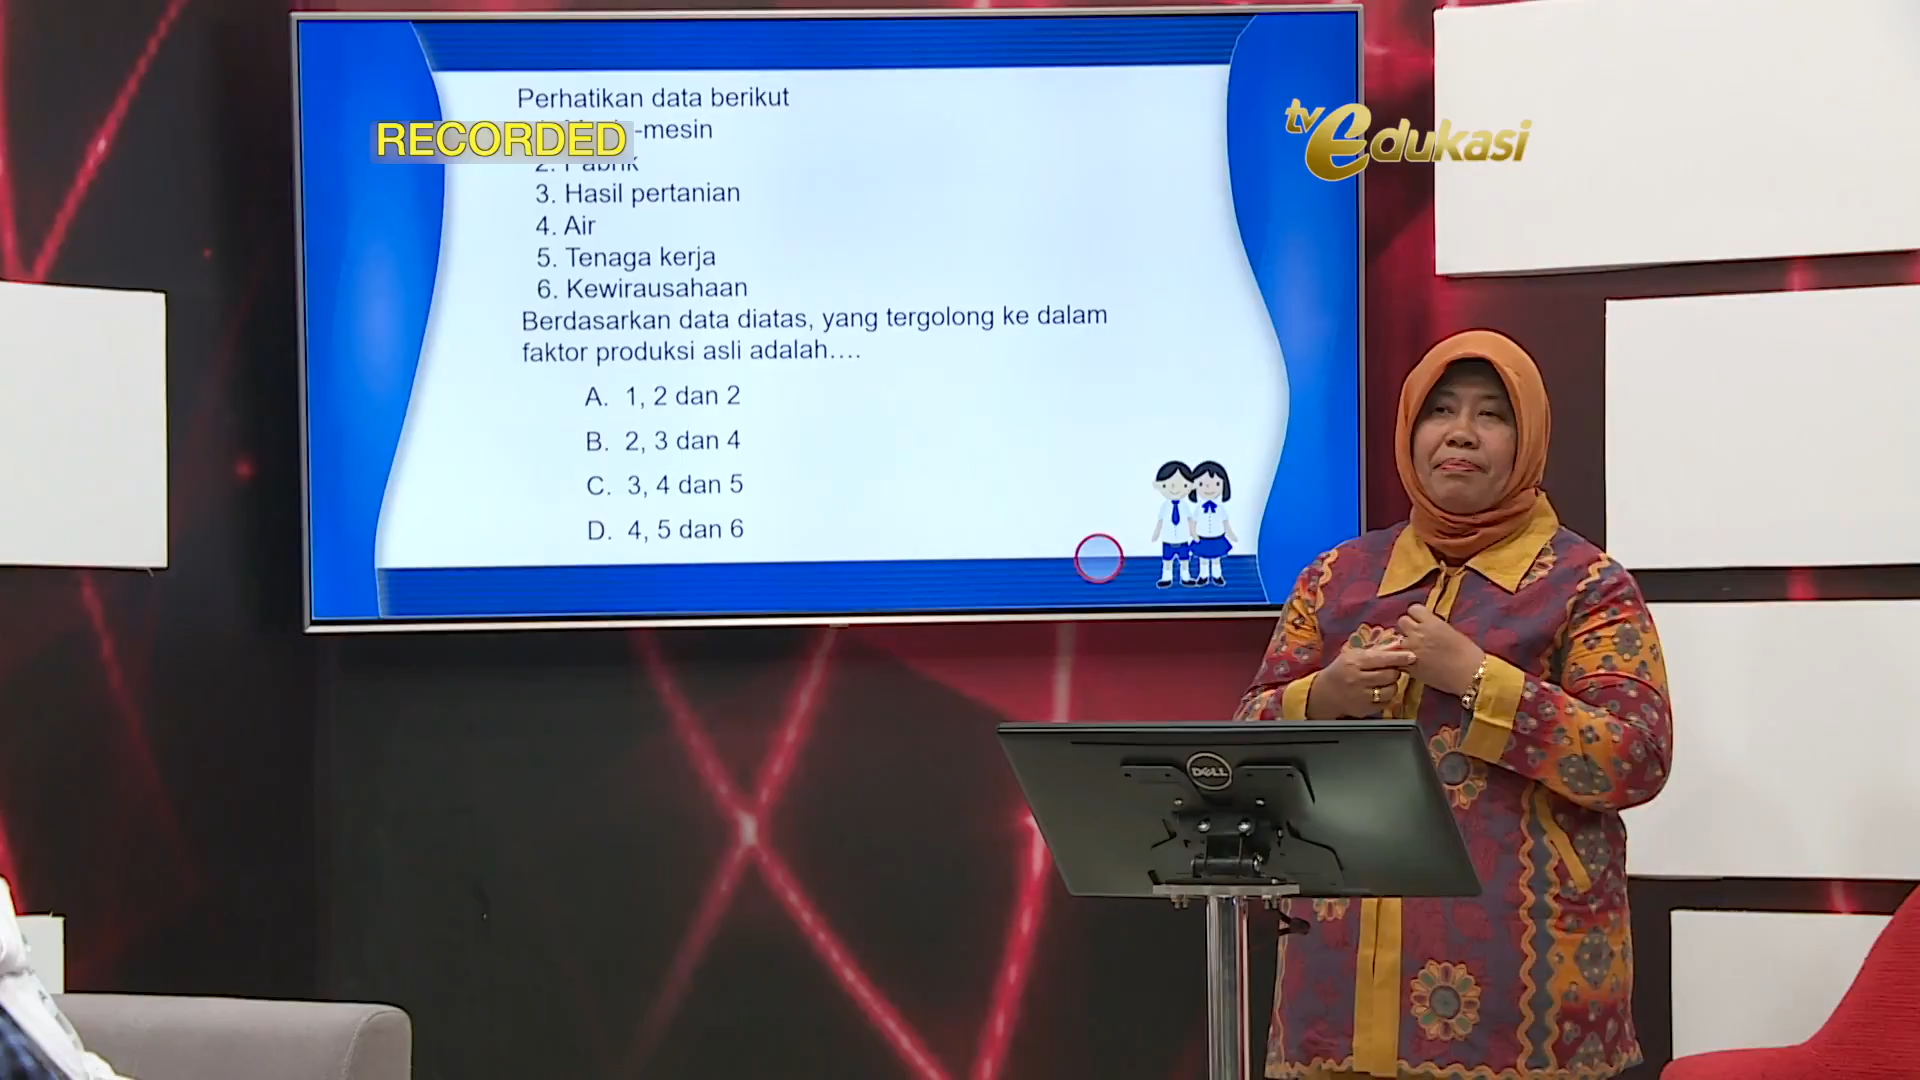 Perhatikan data berikut
RECORDED
-mesin
2. Pabrik
3. Hasil pertanian
4. Air
5. Tenaga kerja
6. Kewirausahaan
Berdasarkan data diatas, yang tergolong ke dalam
faktor produksi asli adalah....
A. 1, 2 dan 2
B. 2, 3 dan 4
C. 3, 4 dan 5
D. 4, 5 dan 6
tv edukasi
DELL